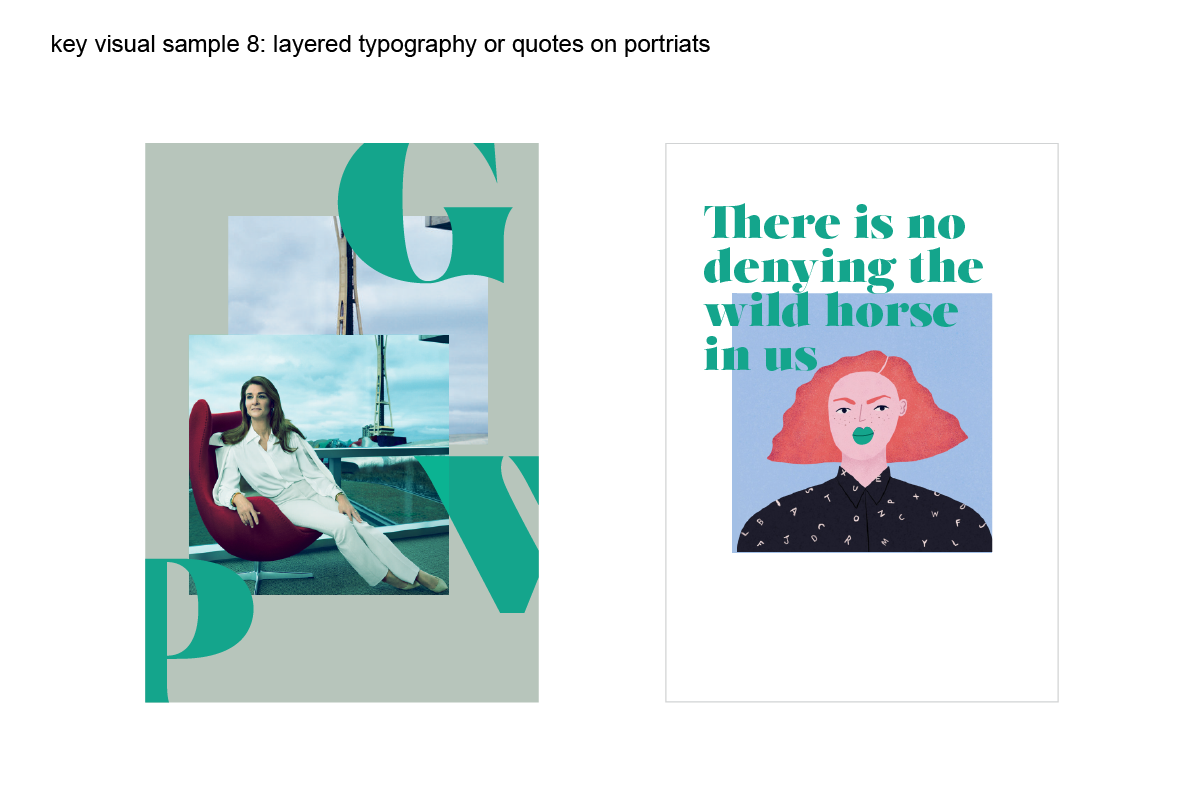 key visual sample 8: layered typography or quotes on portriats
G
W
P
There is no
denying the
wild horse
in us
X
E
S
T
U
X
C
L
B
I
A
O
N
P
C
W
F
F
J
D
C
R
M
Y
L